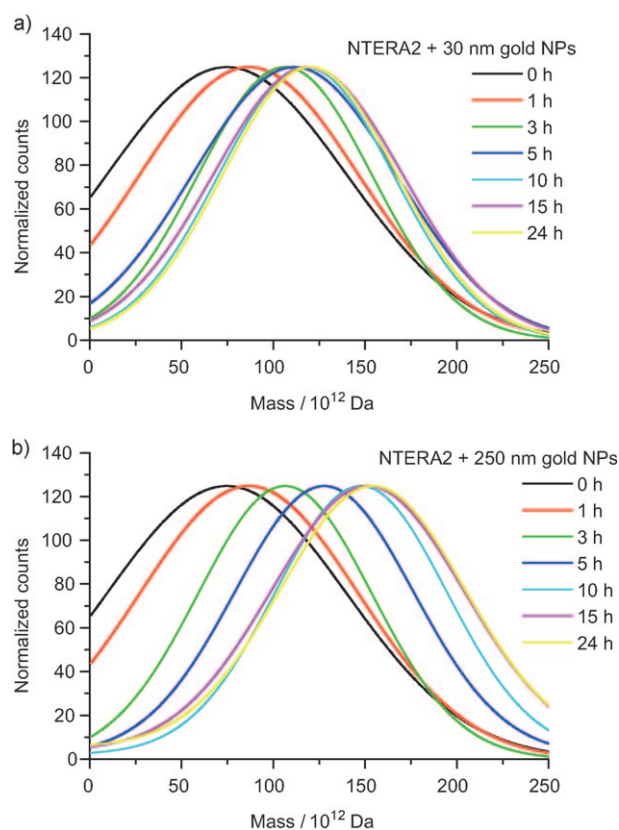 a)
NTERA2 + 30 nm gold NPs
0 h
1 h
3 h
5 h
10 h
15 h
24 h
140
120
100
80
60
40
20
0
Normalized counts
0 50 100 150 200 250
Mass / 10¹² Da
b)
NTERA2 + 250 nm gold NPs
0 h
1 h
3 h
5 h
10 h
15 h
24 h
140
120
100
80
60
40
20
0
Normalized counts
0 50 100 150 200 250
Mass / 10¹² Da